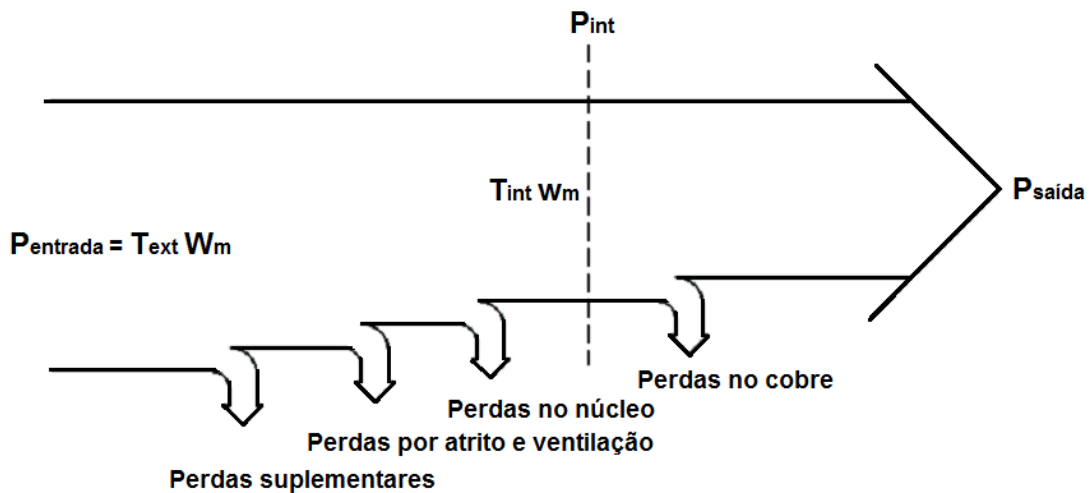 Pint
Tint wm
Psaída
Pentrada = Text Wm
Perdas no cobre
Perdas no núcleo
Perdas por atrito e ventilação
Perdas suplementares